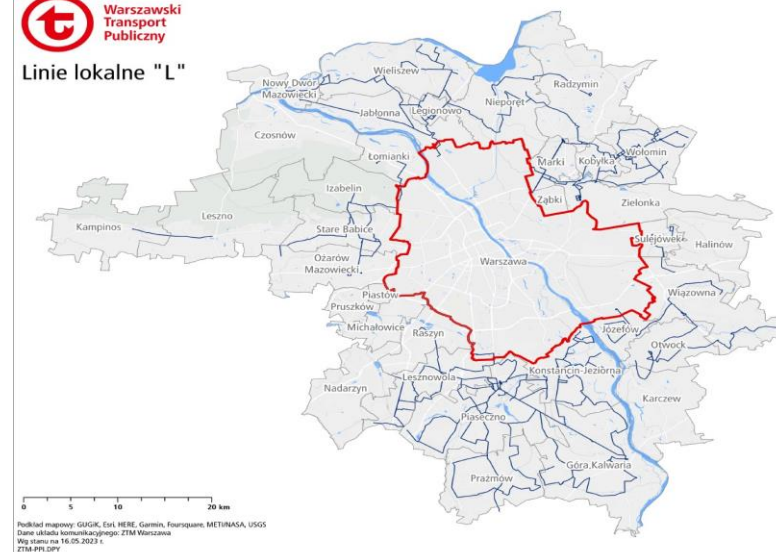 Warszawski
Transport
Publiczny
Linie lokalne "L"
Nowy Dwór
Mazowiecki
Wieliszew
Radzymin
Nieporęt
Jabłonna
Legionowo
Czosnów
Łomianki
Marki
Kobyłka
Wołomin
Izabelin
Ząbki
Zielonka
Leszno
Kampinos
Stare Babice
Sulejówek
Halinów
Ożarów
Mazowiecki
Warszawa
Wiązowna
Piastów
Pruszków
Michałowice
Raszyn
Józefów
Otwock
Nadarzyn
Lesznowola
Konstancin-Jeziorna
Karczew
Piaseczno
Góra Kalwaria
Prażmów
0 5 10 20 km
Podkład mapowy: GUGiK, Esri, HERE, Garmin, Foursquare, METI/NASA, USGS
Dane układu komunikacyjnego: ZTM Warszawa
Wg stanu na 16.05.2023 r.
ZTM-PPI.DPY